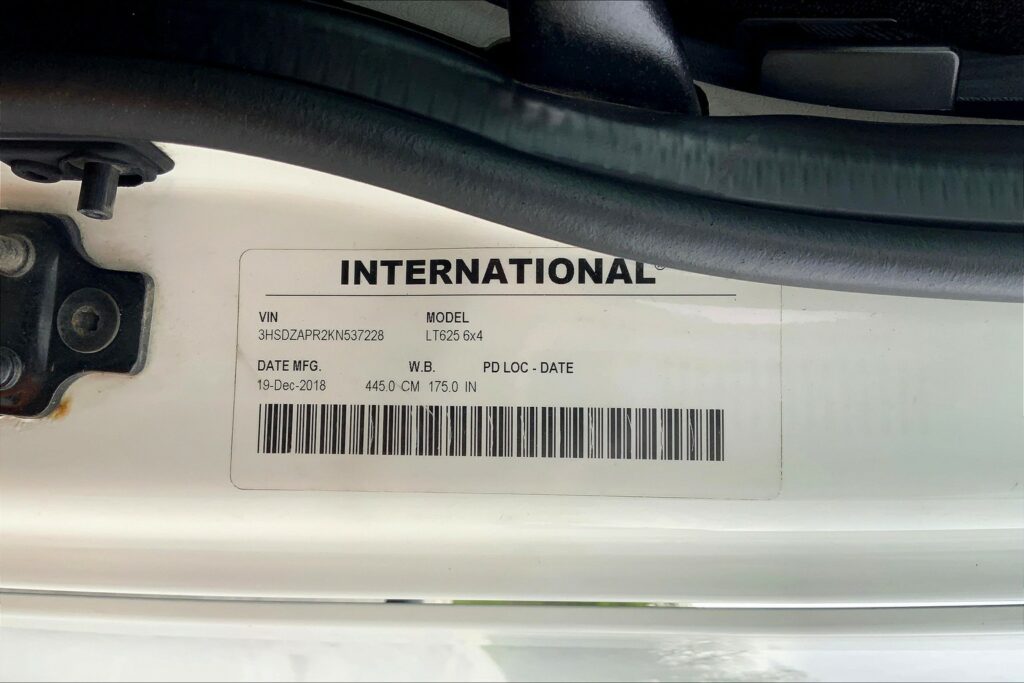 INTERNATIONAL®
VIN MODEL
3HSDZAPR2KN537228 LT625 6x4
DATE MFG. W.B. PD LOC - DATE
19-Dec-2018 445.0 CM 175.0 IN